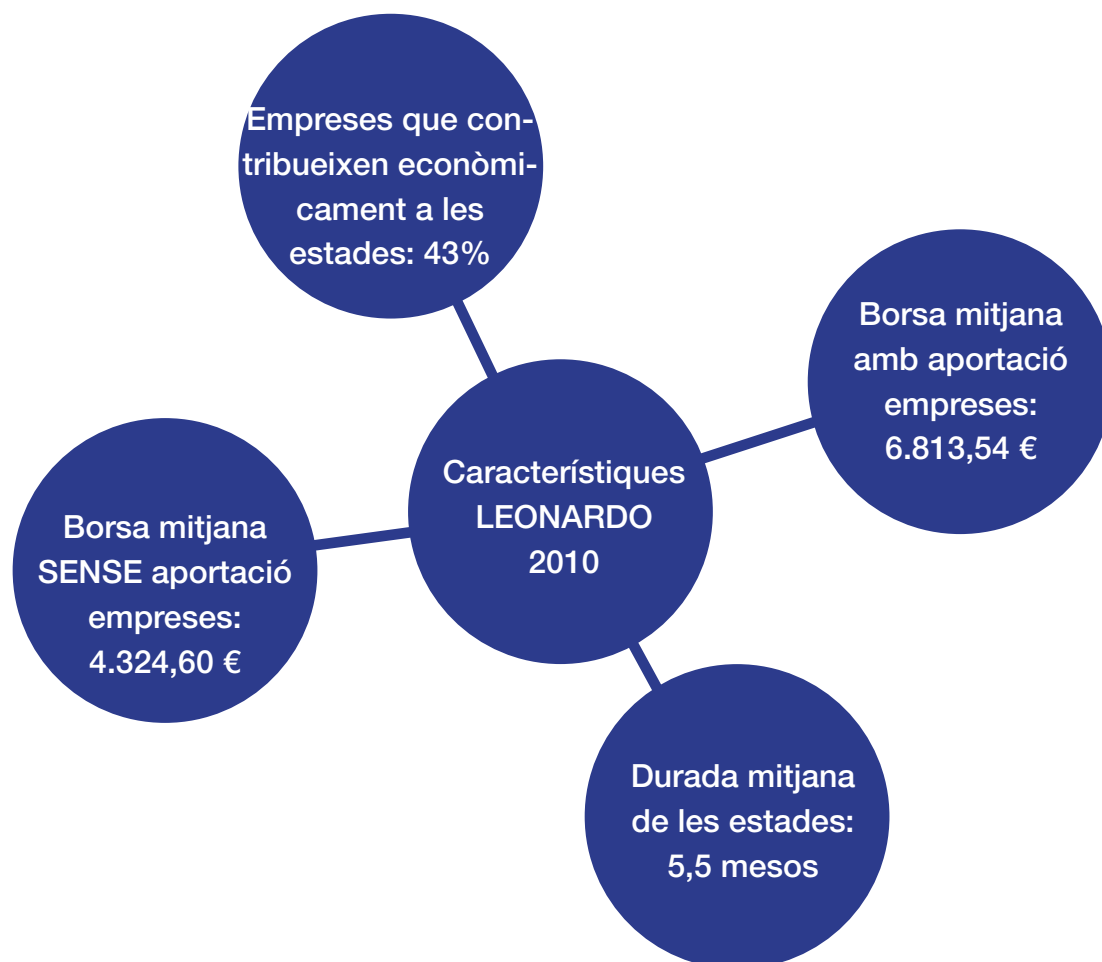 Empreses que con-
tribueixen econòmi-
cament a les
estades: 43%
Borsa mitjana
amb aportació
empreses:
6.813,54 €
Característiques
LEONARDO
2010
Borsa mitjana
SENSE aportació
empreses:
4.324,60 €
Durada mitjana
de les estades:
5,5 mesos